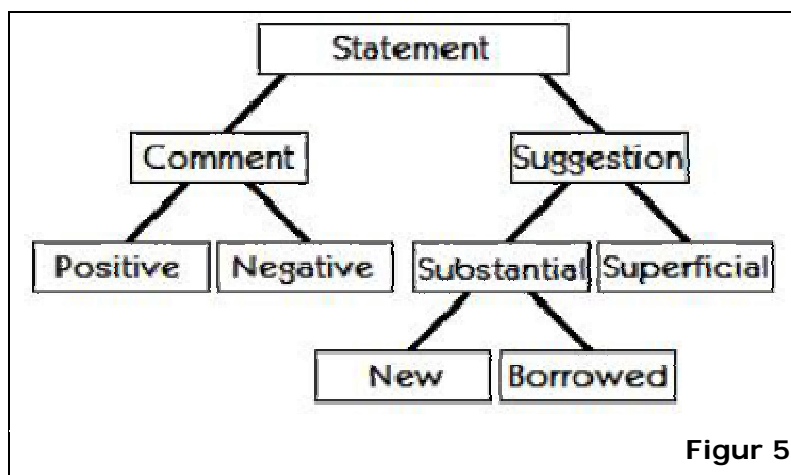 Statement
Comment Suggestion
Positive Negative Substantial Superficial
New Borrowed
Figur 5